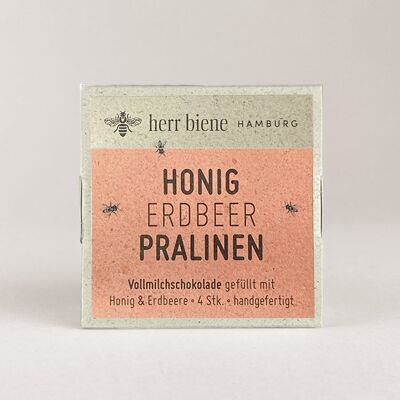 herr biene HAMBURG
HONIG
ERDBEER
PRALINEN
Vollmilchschokolade gefüllt mit
Honig & Erdbeere • 4 Stk. • handgefertigt